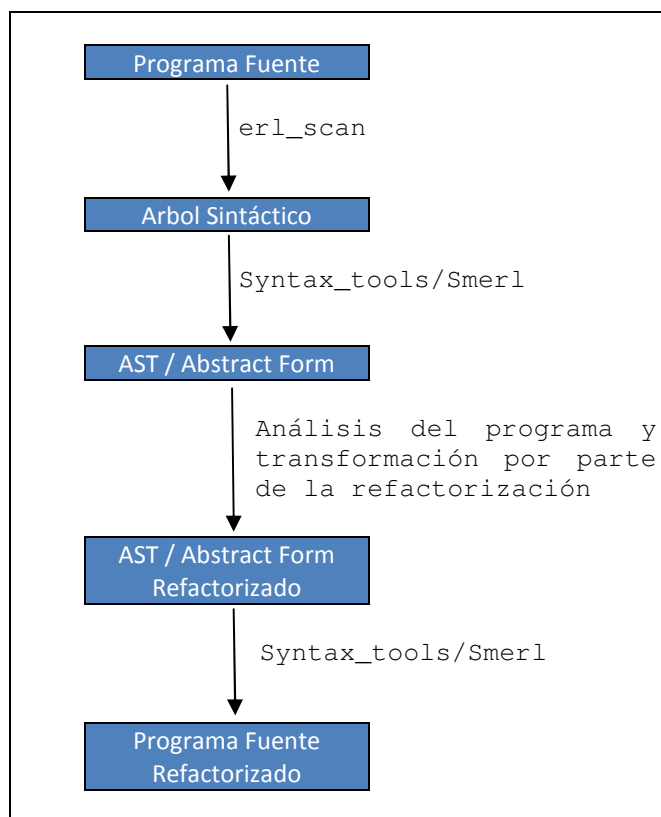 Programa Fuente
erl_scan
Arbol Sintáctico
Syntax_tools/Smerl
AST / Abstract Form
Análisis del programa y
transformación por parte
de la refactorización
AST / Abstract Form
Refactorizado
Syntax_tools/Smerl
Programa Fuente
Refactorizado